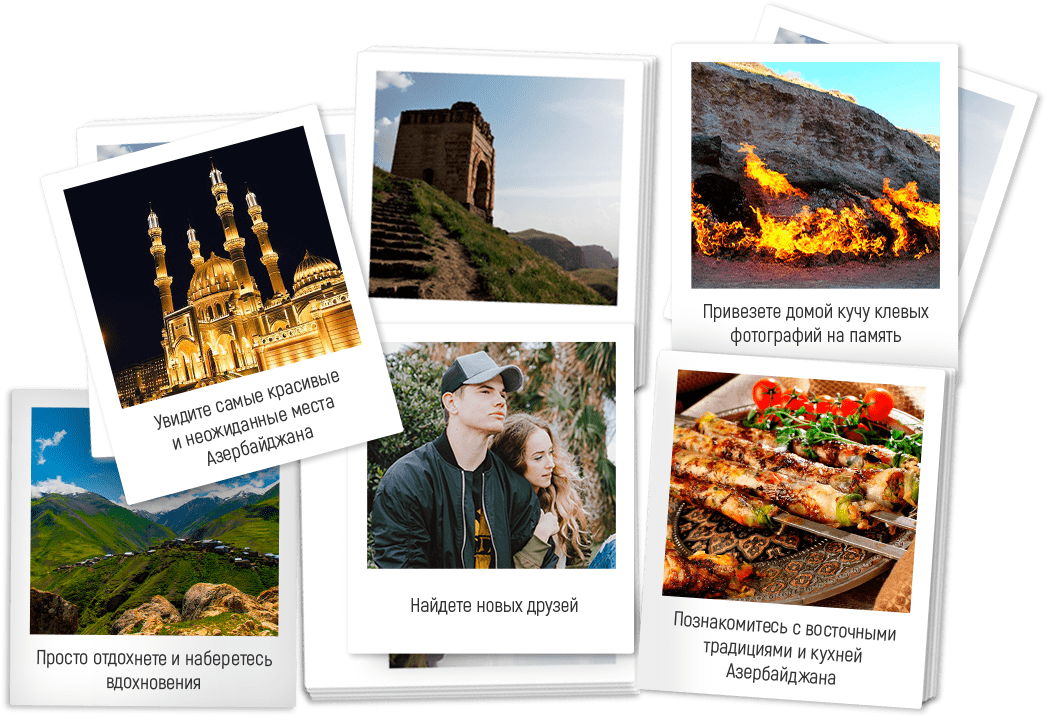 Увидите самые красивые
и неожиданные места
Азербайджана
Привезете домой кучу клевых
фотографий на память
Просто отдохнете и наберетесь
вдохновения
Найдете новых друзей
Познакомитесь с восточными
традициями и кухней
Азербайджана